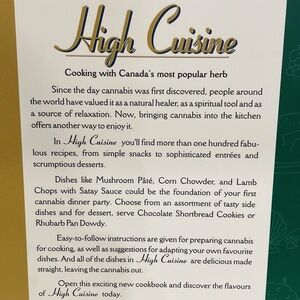 High Cuisine
Cooking with Canada's most popular herb
Since the day cannabis was first discovered, people around
the world have valued it as a natural healer, as a spiritual tool and as
a source of relaxation. Now, bringing cannabis into the kitchen
offers another way to enjoy it.
In High Cuisine you'll find more than one hundred fabu-
lous recipes, from simple snacks to sophisticated entrées and
scrumptious desserts.
Dishes like Mushroom Pâté, Corn Chowder, and Lamb
Chops with Satay Sauce could be the foundation of your first
cannabis dinner party. Choose from an assortment of tasty side
dishes and for dessert, serve Chocolate Shortbread Cookies or
Rhubarb Pan Dowdy.
Easy-to-follow instructions are given for preparing cannabis
for cooking, as well as suggestions for adapting your own favourite
dishes. And all of the dishes in High Cuisine are delicious made
straight, leaving the cannabis out.
Open this exciting new cookbook and discover the flavours
of High Cuisine today.